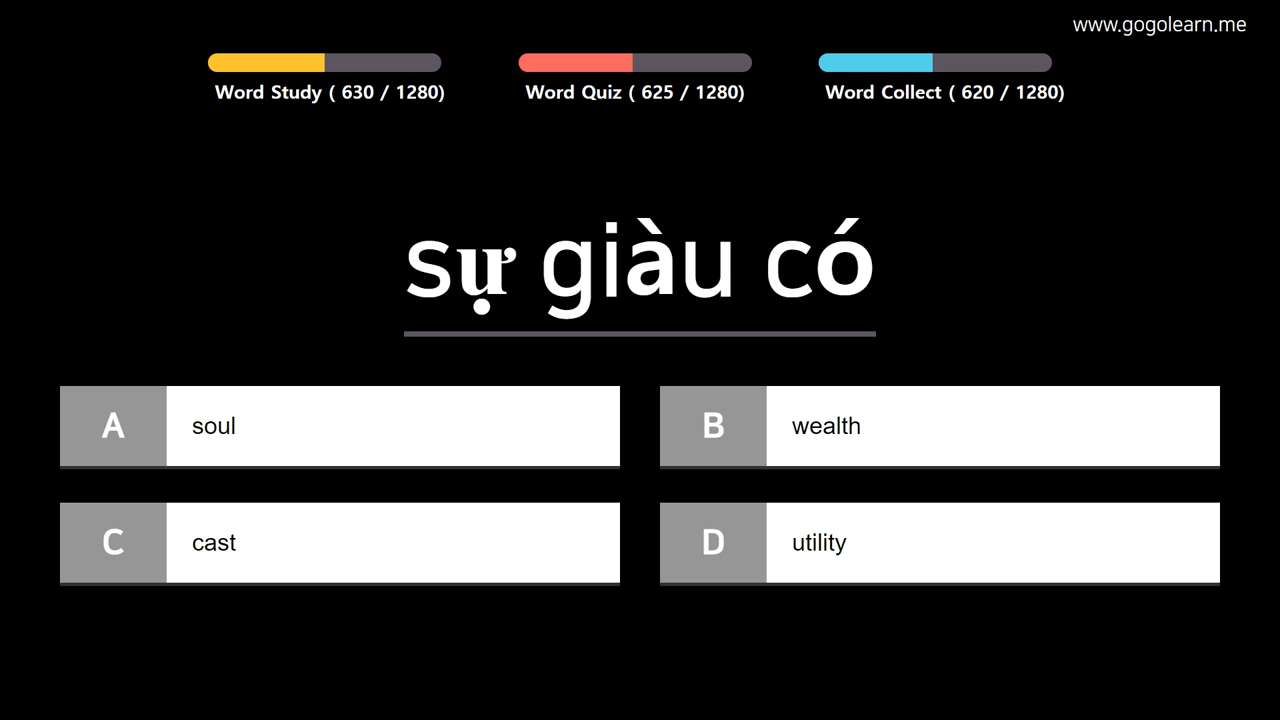 www.gogolearn.me
Word Study ( 630 / 1280)
Word Quiz ( 625 / 1280)
Word Collect ( 620 / 1280)
sự giàu có
A
soul
B
wealth
C
cast
D
utility